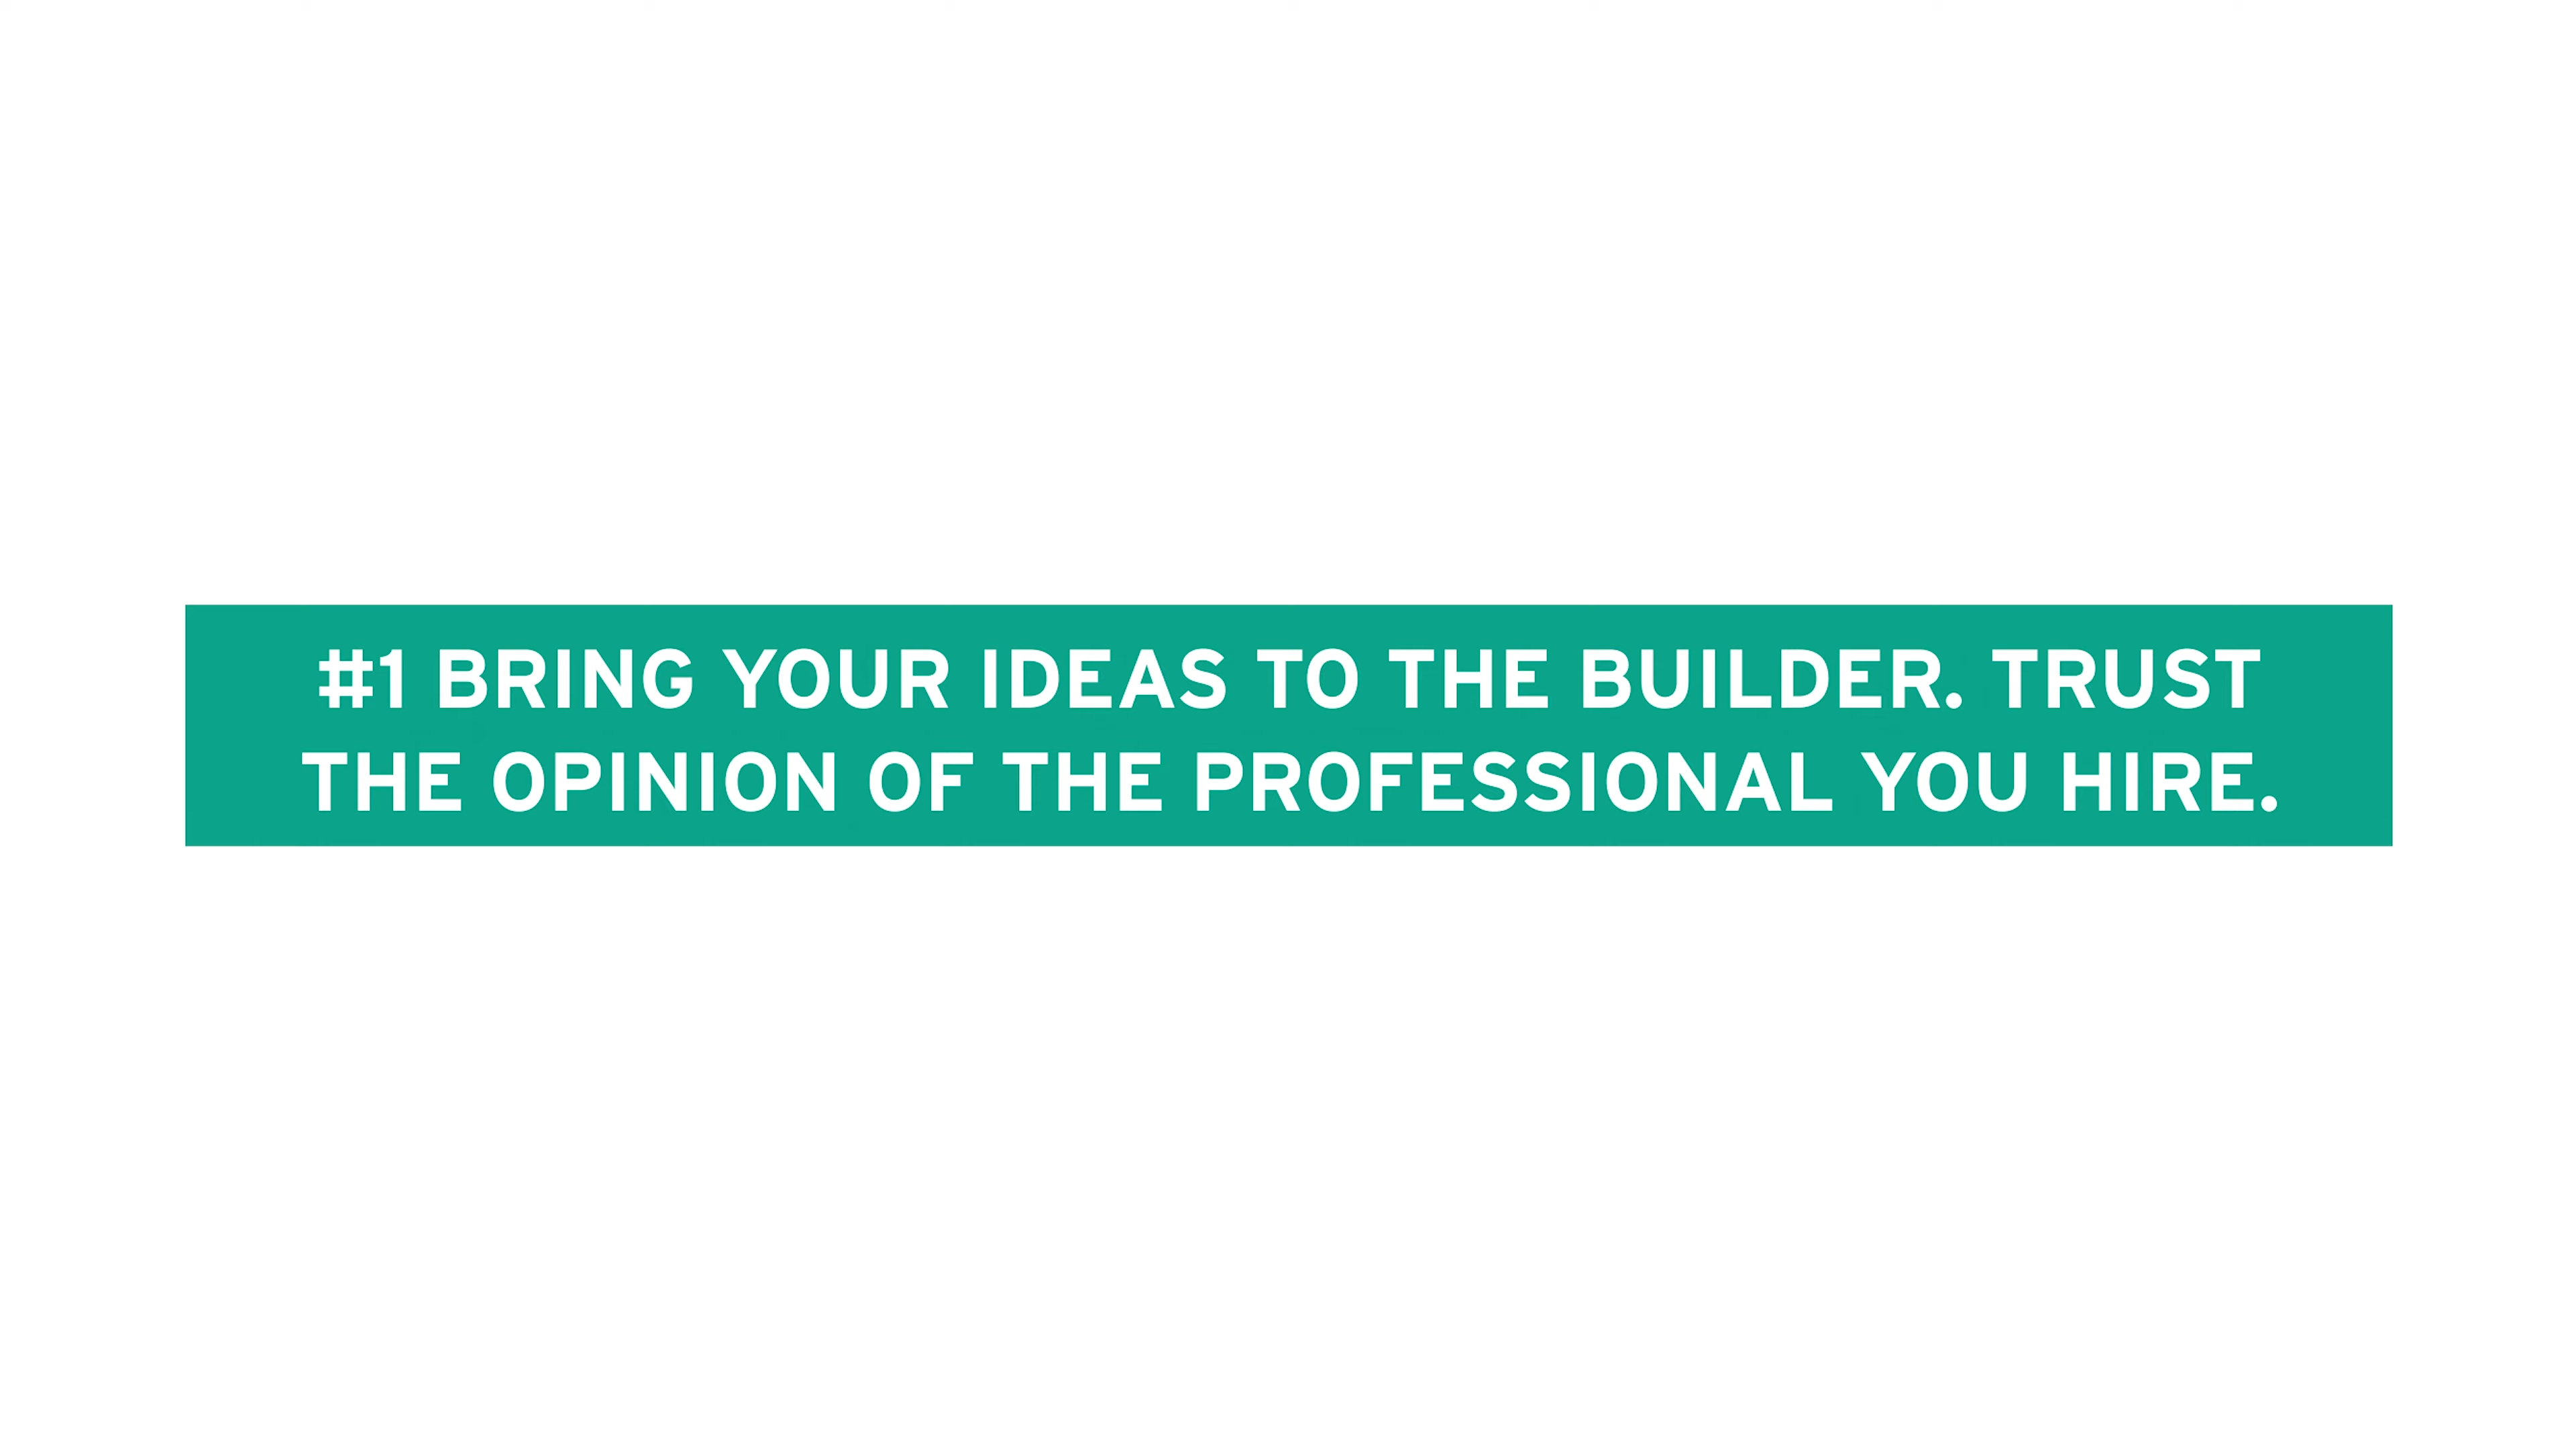 #1 BRING YOUR IDEAS TO THE BUILDER. TRUST
THE OPINION OF THE PROFESSIONAL YOU HIRE.